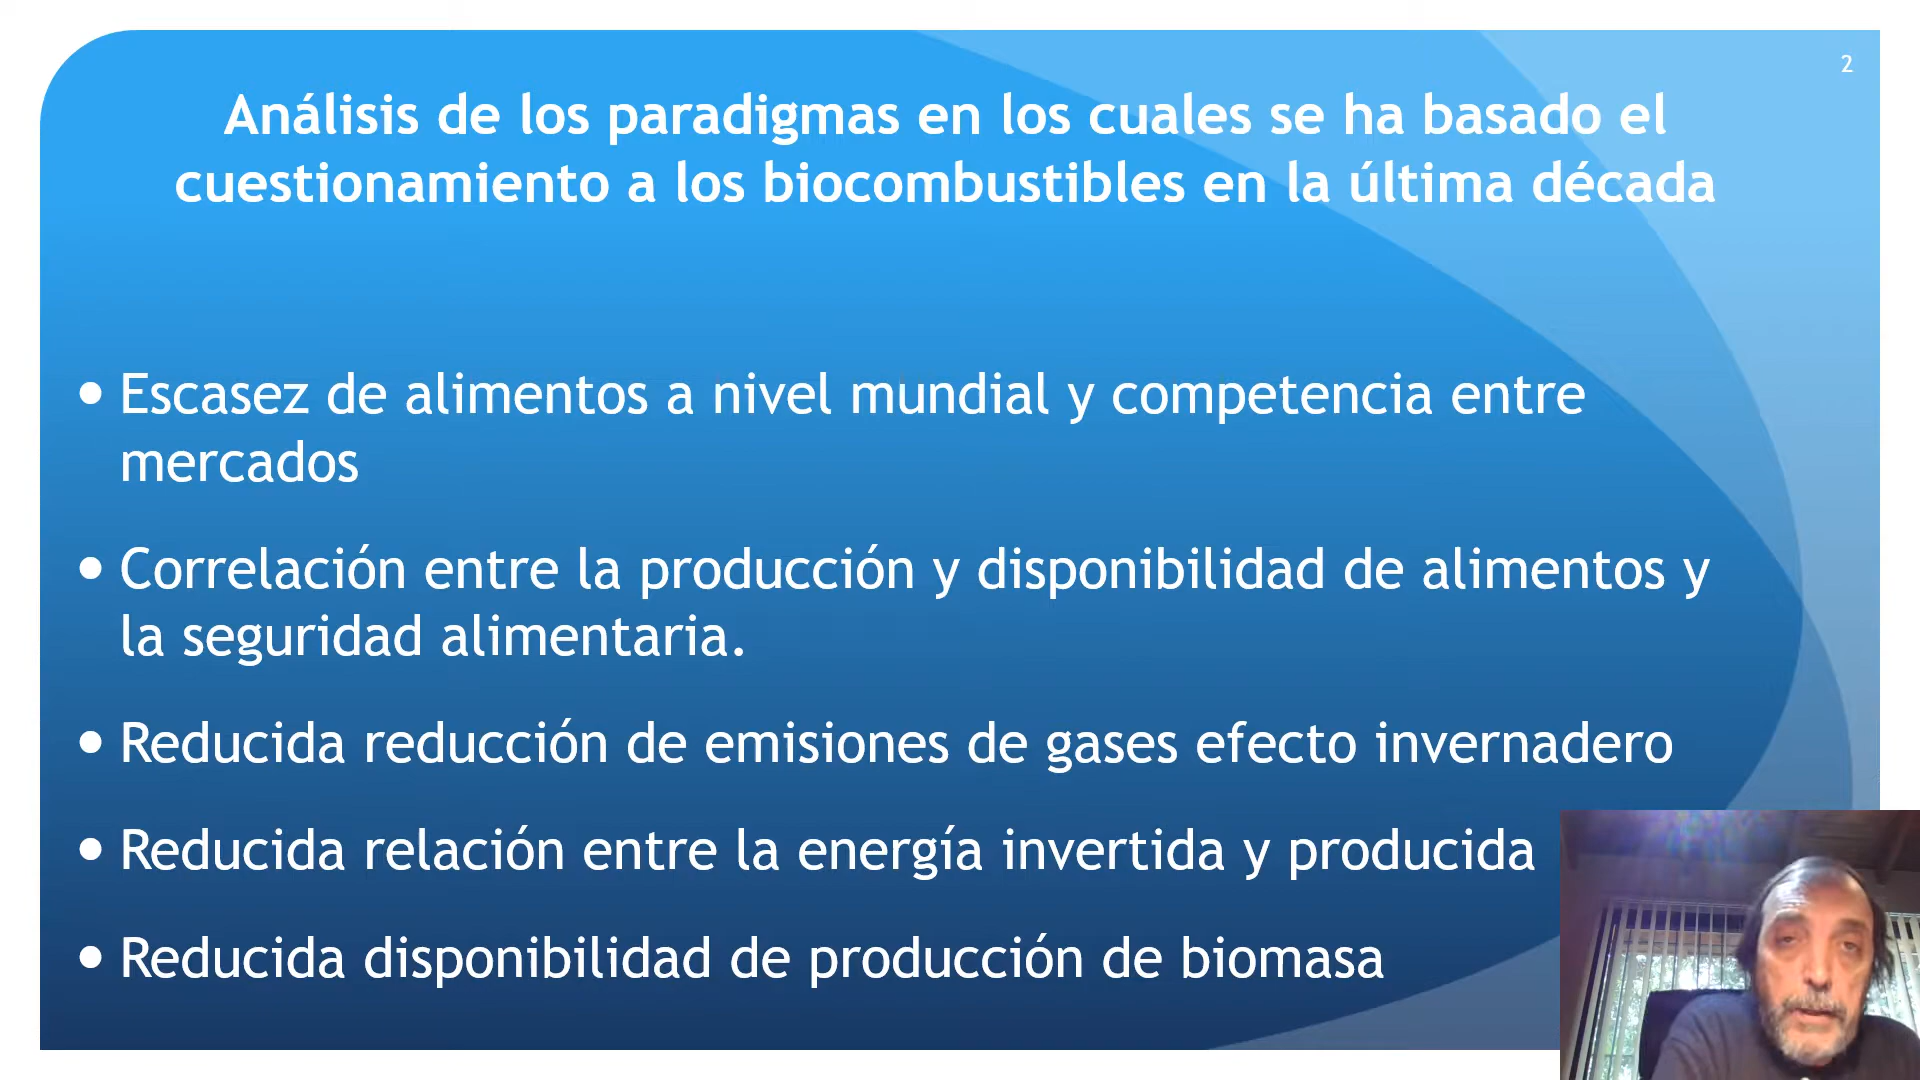 2
Análisis de los paradigmas en los cuales se ha basado el
cuestionamiento a los biocombustibles en la última década
• Escasez de alimentos a nivel mundial y competencia entre
mercados
• Correlación entre la producción y disponibilidad de alimentos y
la seguridad alimentaria.
• Reducida reducción de emisiones de gases efecto invernadero
• Reducida relación entre la energía invertida y producida
• Reducida disponibilidad de producción de biomasa